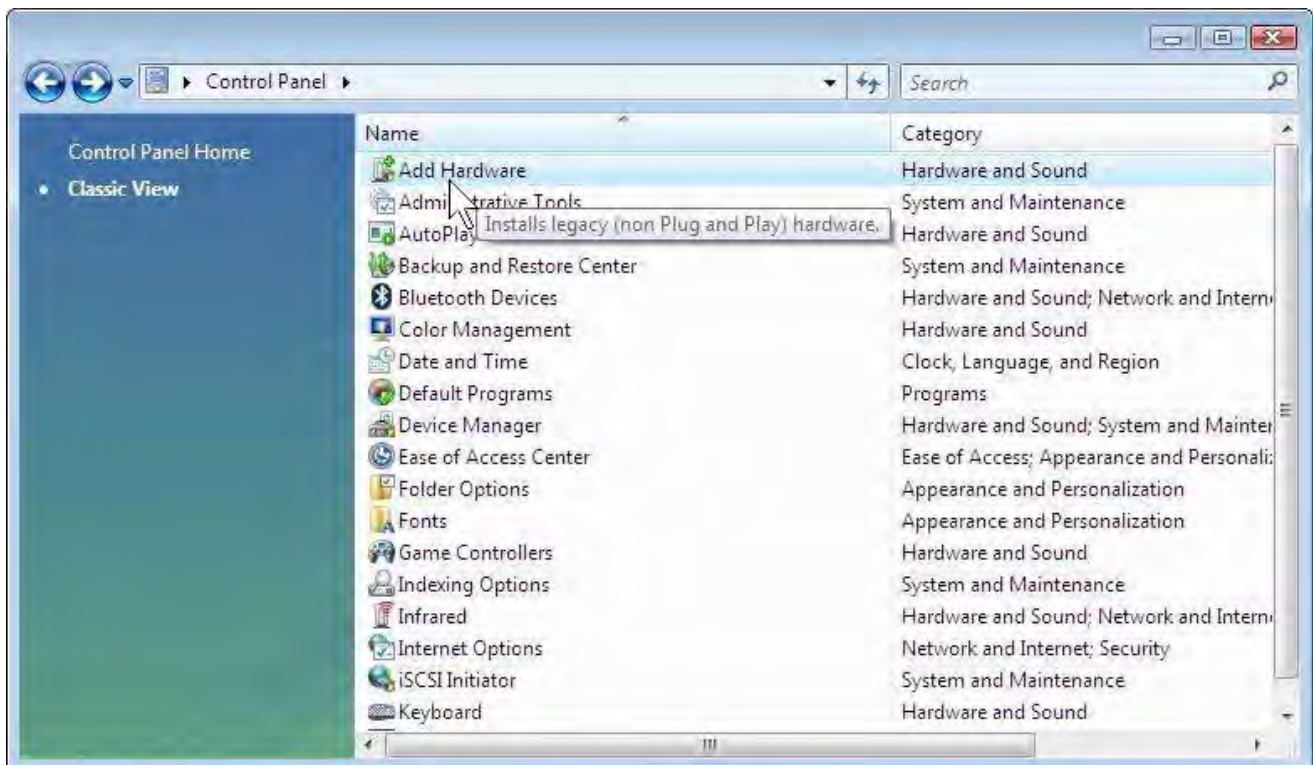 Control Panel
Search
Control Panel Home
Classic View
Name Category
Add Hardware Hardware and Sound
Administrative Tools System and Maintenance
Installs legacy (non Plug and Play) hardware.
AutoPlay Hardware and Sound
Backup and Restore Center System and Maintenance
Bluetooth Devices Hardware and Sound; Network and Intern
Color Management Hardware and Sound
Date and Time Clock, Language, and Region
Default Programs Programs
Device Manager Hardware and Sound; System and Mainten
Ease of Access Center Ease of Access; Appearance and Personali
Folder Options Appearance and Personalization
Fonts Appearance and Personalization
Game Controllers Hardware and Sound
Indexing Options System and Maintenance
Infrared Hardware and Sound; Network and Intern
Internet Options Network and Internet; Security
iSCSI Initiator System and Maintenance
Keyboard Hardware and Sound